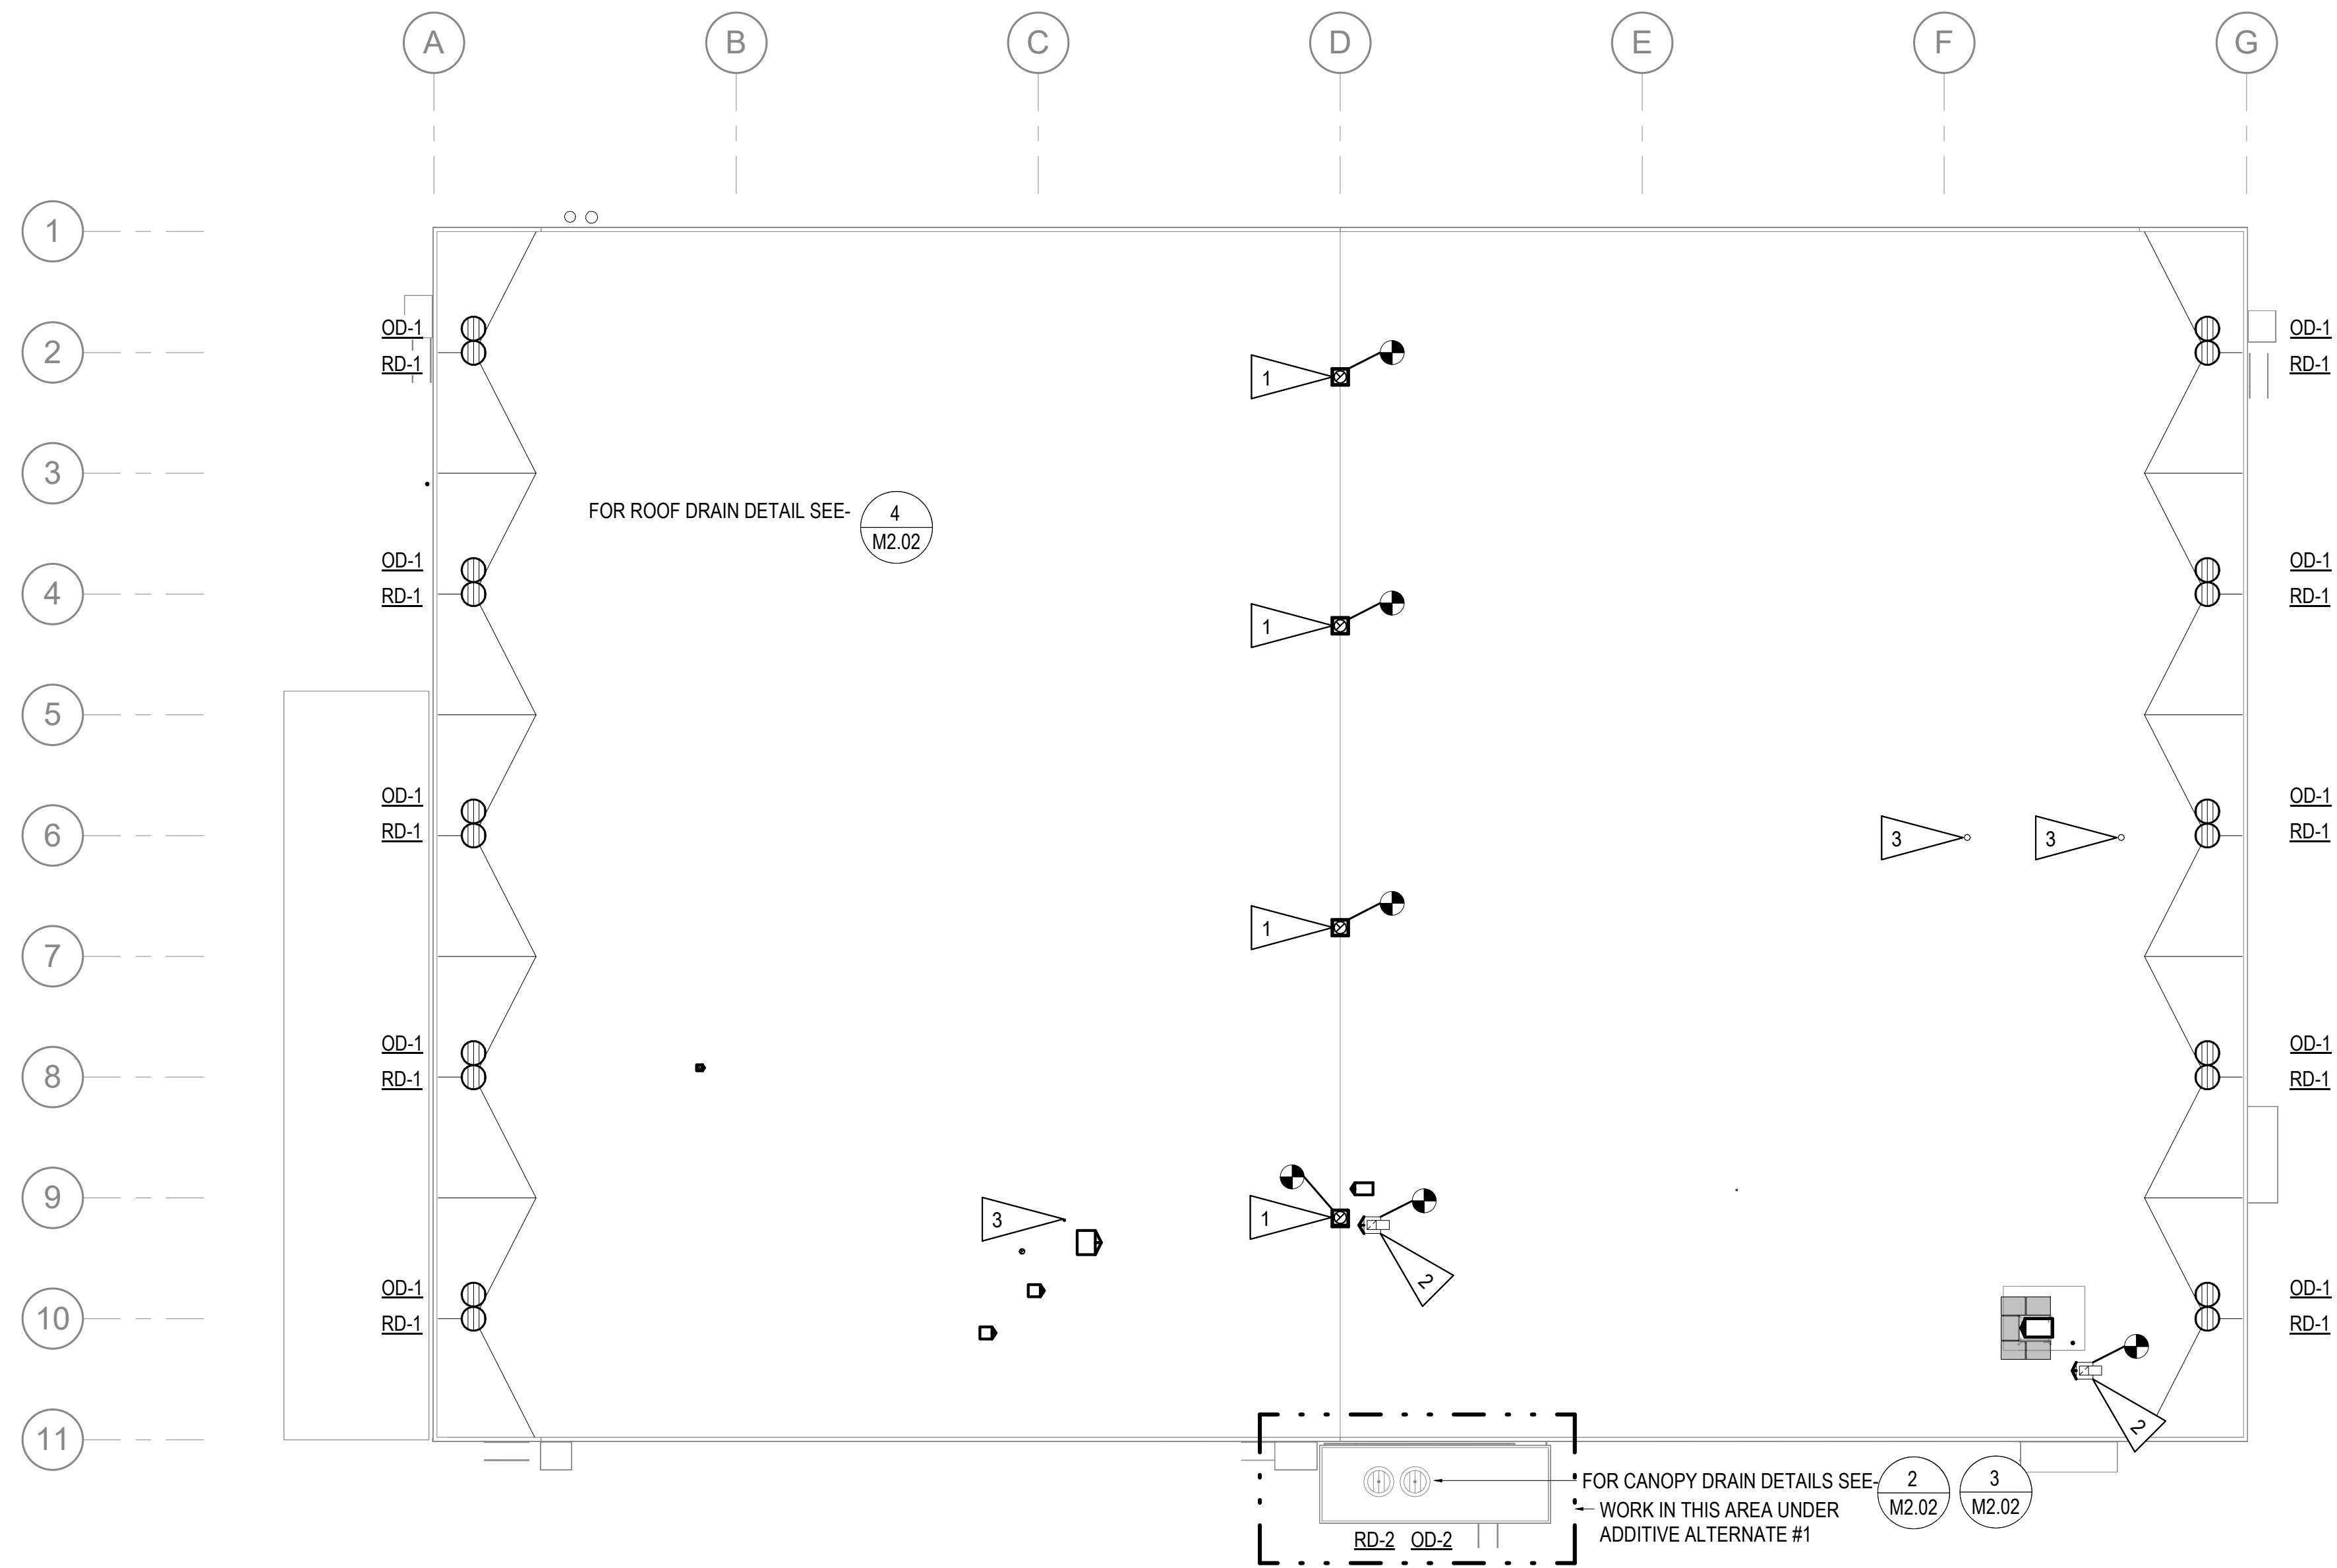 A B C D E F G
1
OD-1 OD-1
2
RD-1 RD-1
1
3
FOR ROOF DRAIN DETAIL SEE-
4
M2.02
OD-1 OD-1
4
RD-1 RD-1
1
5
OD-1 OD-1
6
RD-1 RD-1
3 3
1
7
OD-1 OD-1
8
RD-1 RD-1
9
3 1
2
OD-1 OD-1
10
RD-1 RD-1
2
11
FOR CANOPY DRAIN DETAILS SEE-
2
M2.02
3
M2.02
WORK IN THIS AREA UNDER
ADDITIVE ALTERNATE #1
RD-2 OD-2